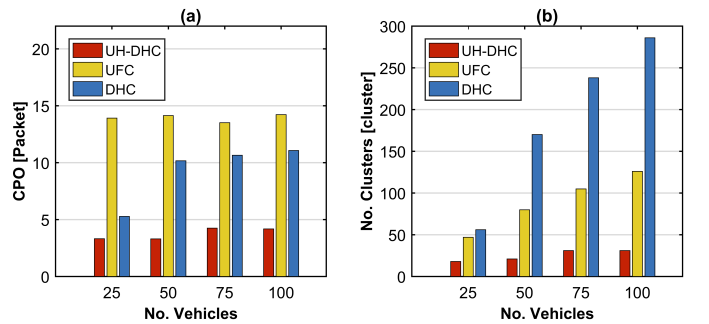 (a)
UH-DHC
UFC
DHC
20
15
10
5
0
CPO [Packet]
25 50 75 100
No. Vehicles
(b)
UH-DHC
UFC
DHC
300
250
200
150
100
50
0
No. Clusters [cluster]
25 50 75 100
No. Vehicles